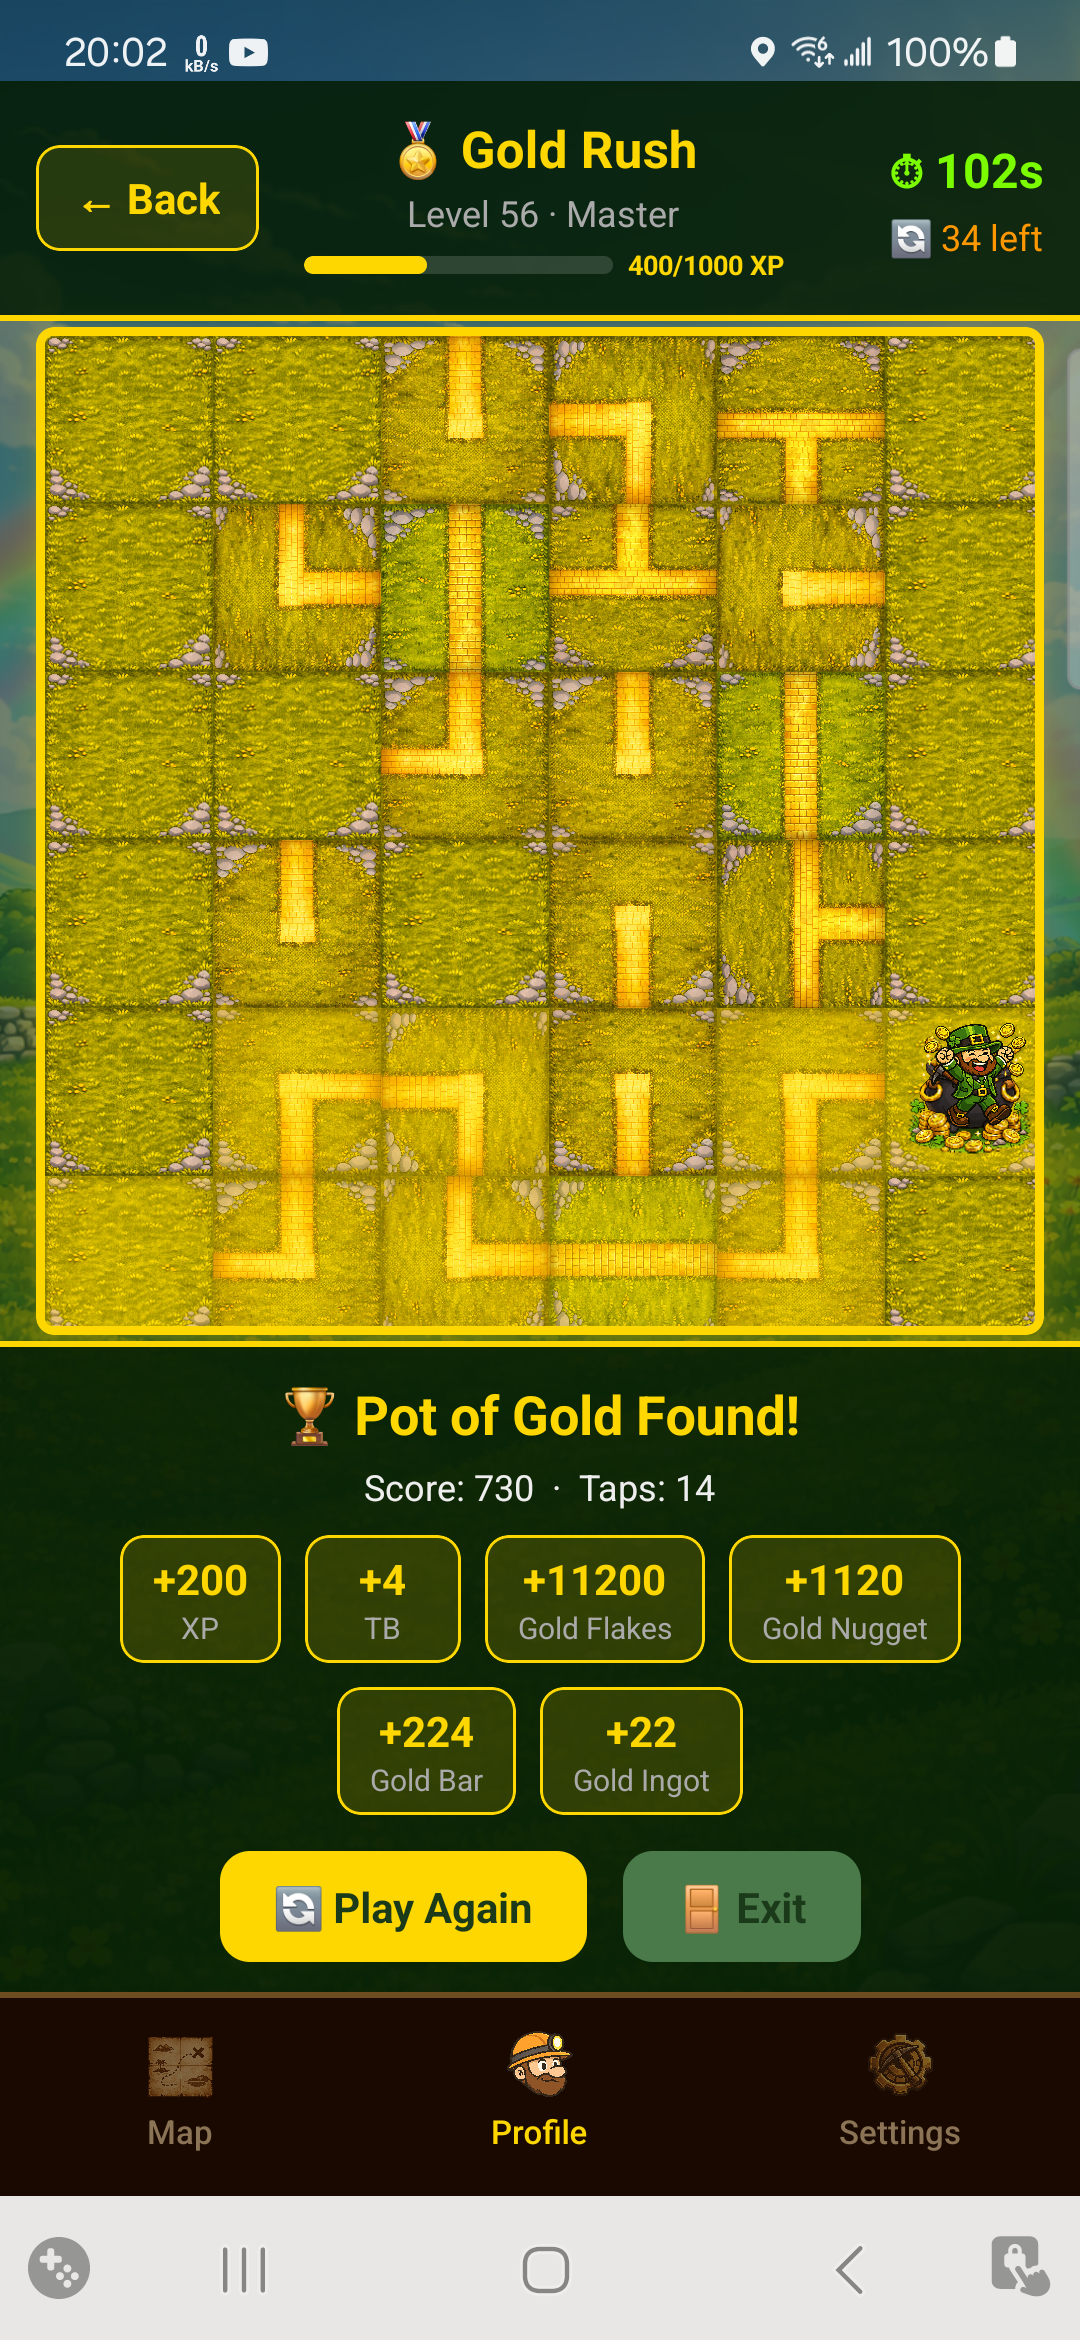 20:02 0 kB/s 6 100%
🏅 Gold Rush
← Back
Level 56 · Master
400/1000 XP
⏱ 102s
🔄 34 left
🏆 Pot of Gold Found!
Score: 730 · Taps: 14
+200 +4 +11200 +1120
XP TB Gold Flakes Gold Nugget
+224 +22
Gold Bar Gold Ingot
🔄 Play Again 🚪 Exit
Map Profile Settings